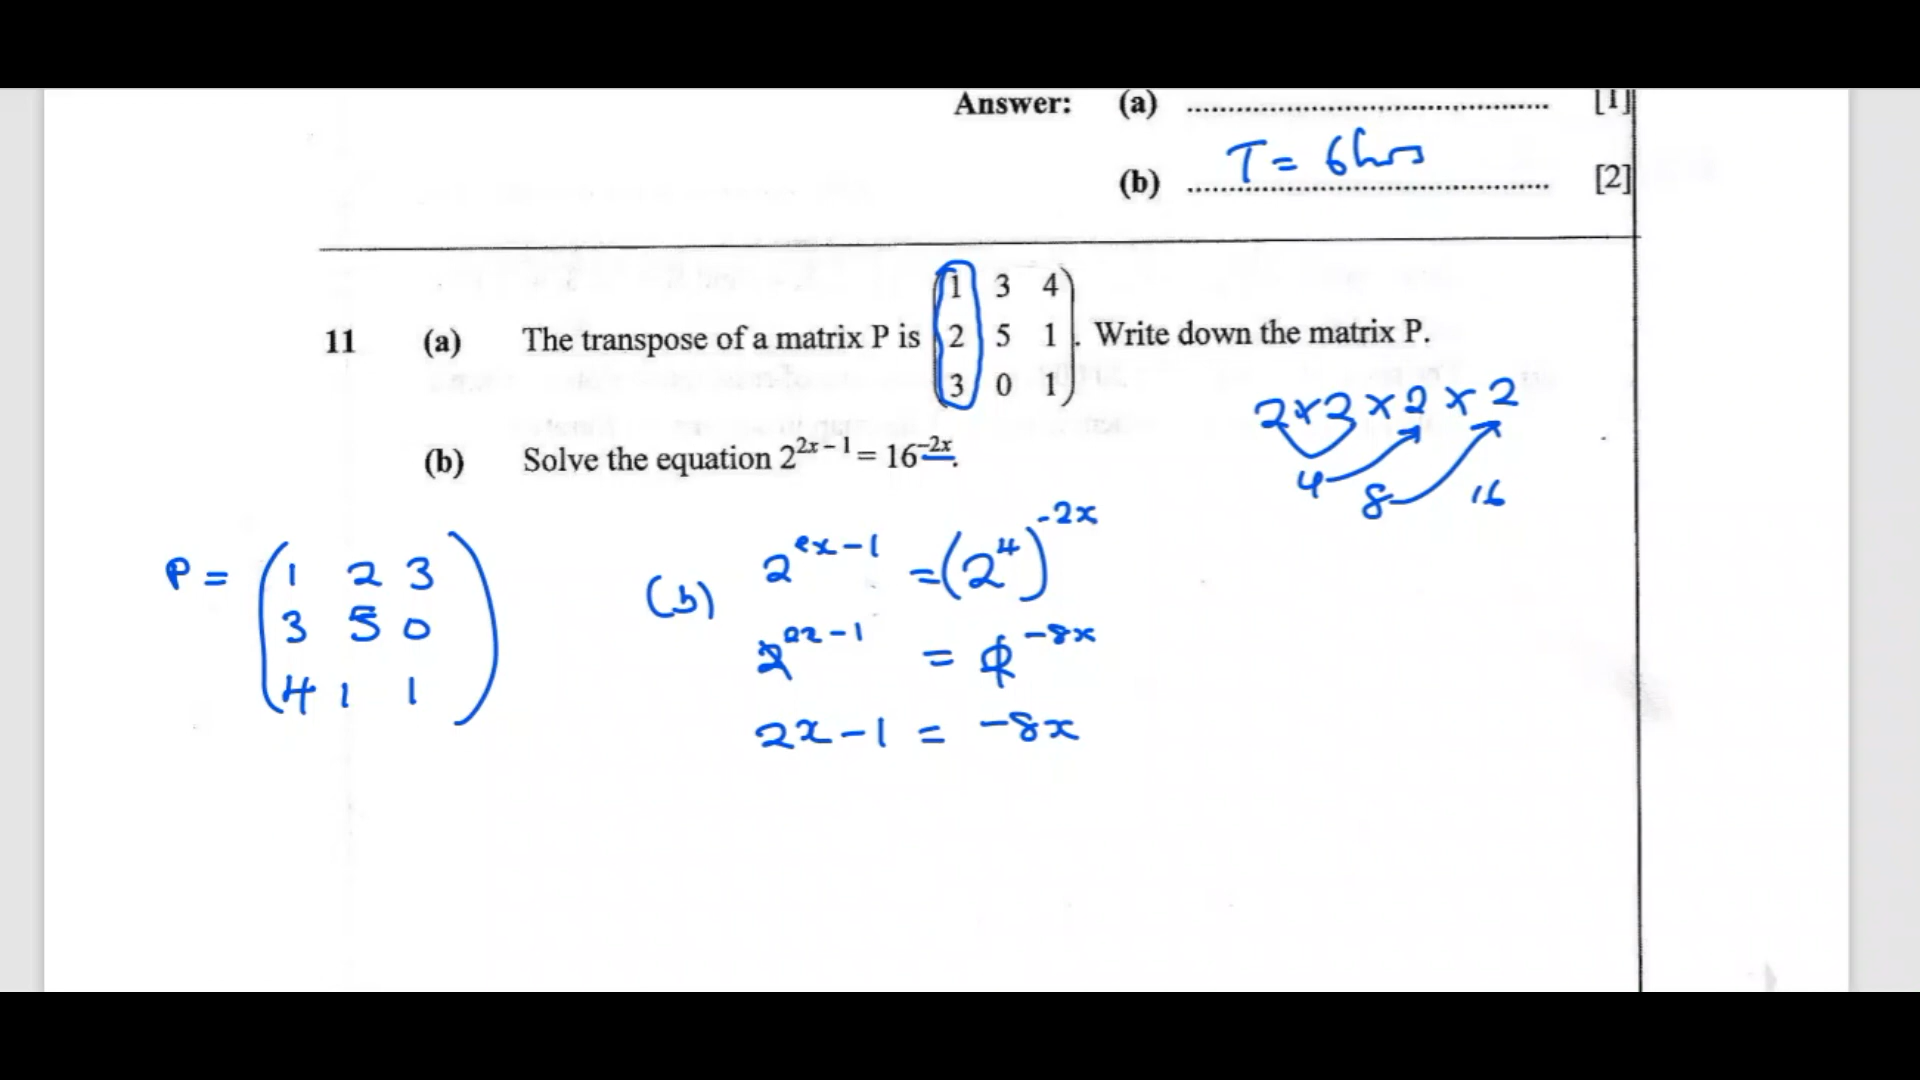 Answer: (a) ........................................ [1]
(b) T = 6hrs [2]
11 (a) The transpose of a matrix P is (1 3 4
2 5 1
3 0 1). Write down the matrix P.
(b) Solve the equation 2^{2x-1} = 16^{-2x}.
2 x 2 x 2 x 2
4 8 16
P = (1 2 3
3 5 0
4 1 1)
(b) 2^{2x-1} = (2^4)^{-2x}
2^{2x-1} = 2^{-8x}
2x-1 = -8x